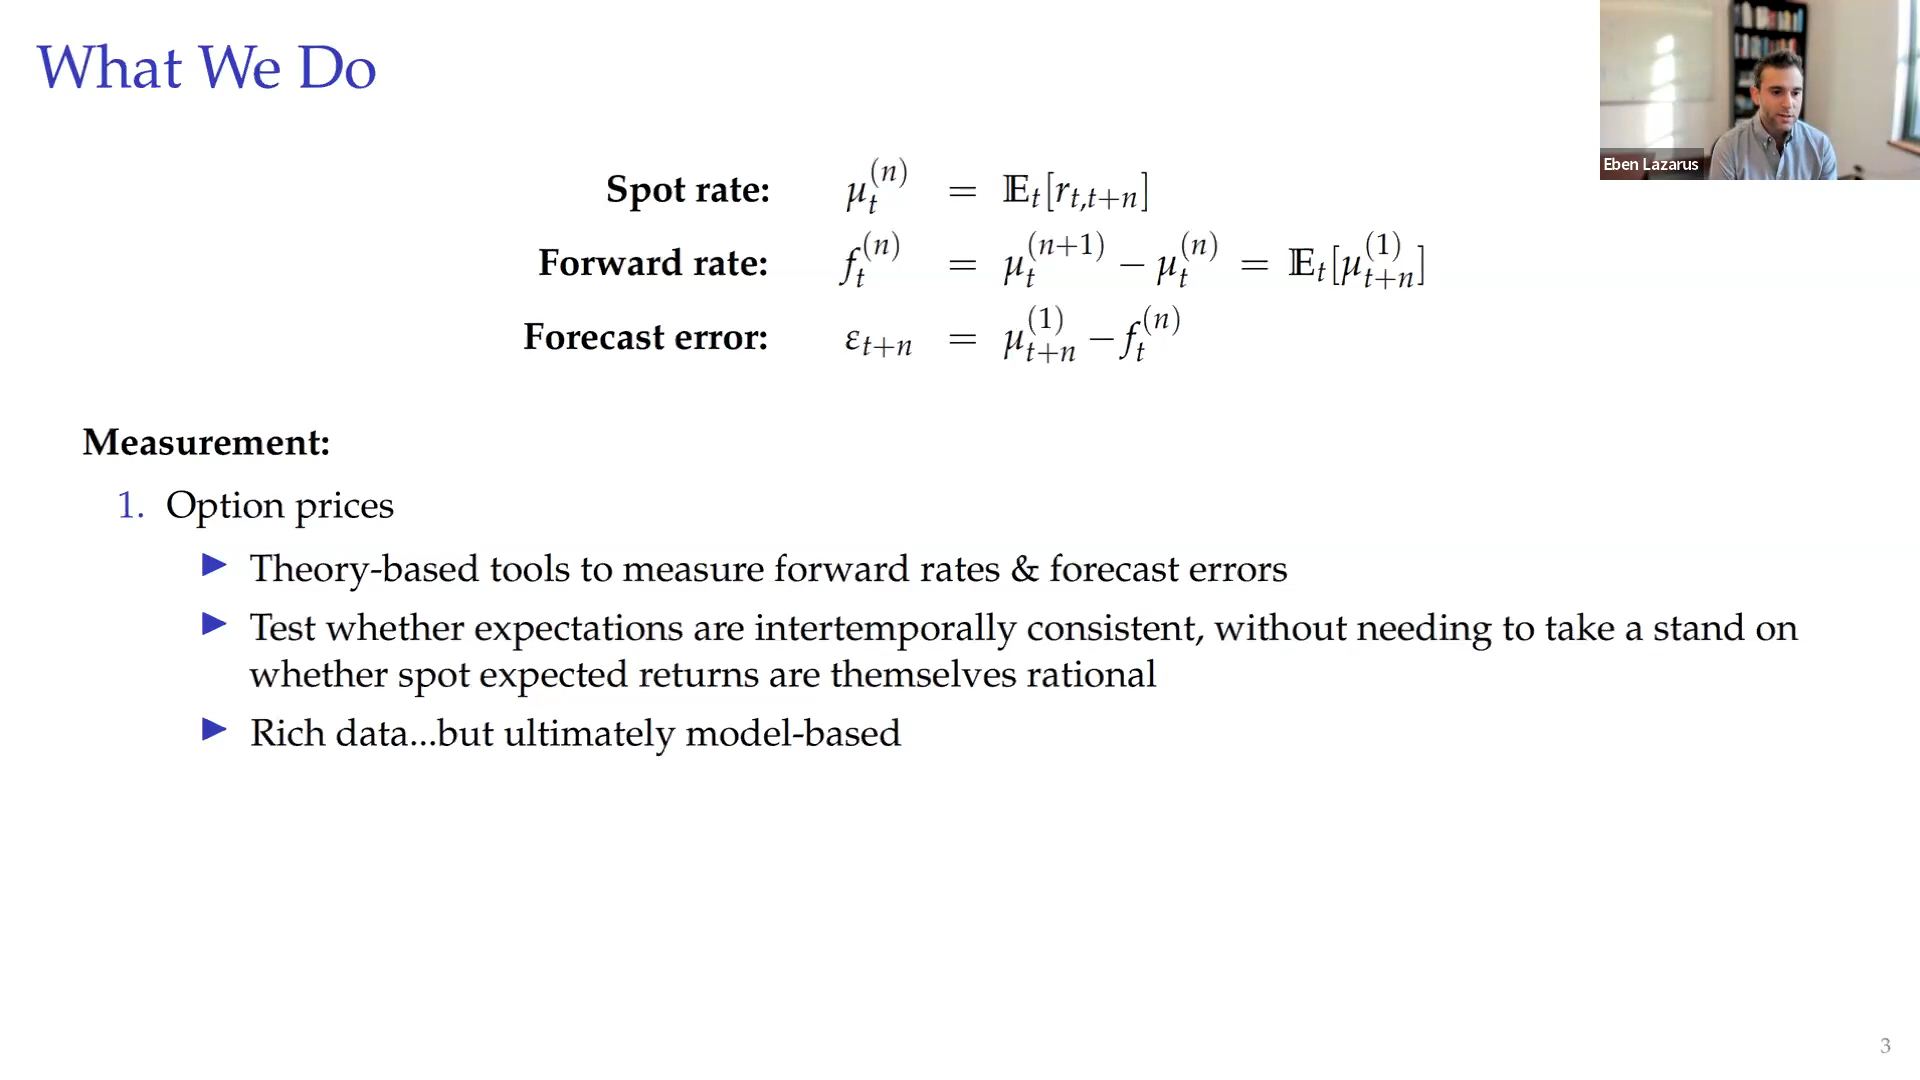 What We Do
Eben Lazarus
Spot rate: μ_t^{(n)} = 𝔼_t[r_{t,t+n}]
Forward rate: f_t^{(n)} = μ_t^{(n+1)} − μ_t^{(n)} = 𝔼_t[μ_{t+n}^{(1)}]
Forecast error: ε_{t+n} = μ_{t+n}^{(1)} − f_t^{(n)}
Measurement:
1. Option prices
▶ Theory-based tools to measure forward rates & forecast errors
▶ Test whether expectations are intertemporally consistent, without needing to take a stand on
whether spot expected returns are themselves rational
▶ Rich data...but ultimately model-based
3